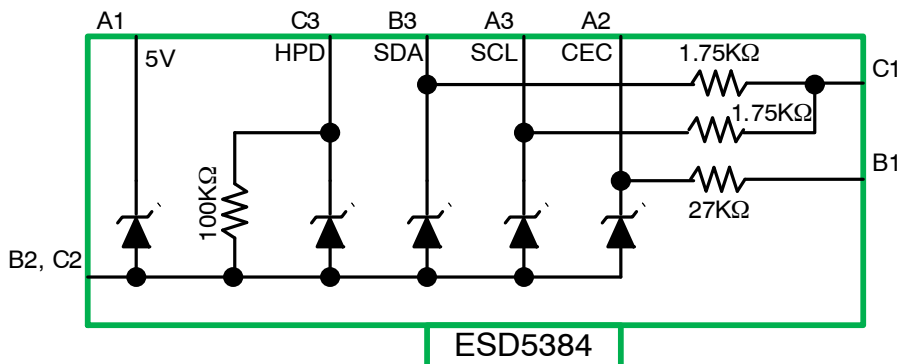 A1 C3 B3 A3 A2
5V HPD SDA SCL CEC 1.75KΩ
C1
1.75KΩ
B1
27KΩ
100KΩ
B2, C2
ESD5384